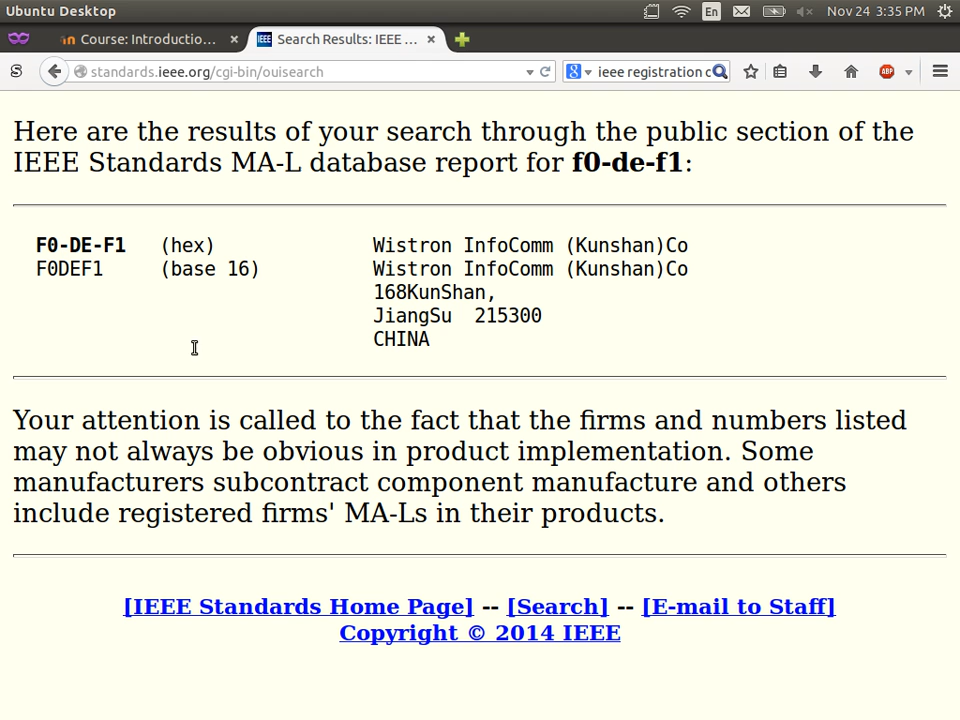 Ubuntu Desktop
En
Nov 24 3:35 PM
Course: Introductio...
IEEE
Search Results: IEEE ...
S
standards.ieee.org/cgi-bin/ouisearch
8
ieee registration c
ABP
Here are the results of your search through the public section of the
IEEE Standards MA-L database report for f0-de-f1:
F0-DE-F1 (hex) Wistron InfoComm (Kunshan)Co
F0DEF1 (base 16) Wistron InfoComm (Kunshan)Co
168KunShan,
JiangSu 215300
CHINA
Your attention is called to the fact that the firms and numbers listed
may not always be obvious in product implementation. Some
manufacturers subcontract component manufacture and others
include registered firms' MA-Ls in their products.
[IEEE Standards Home Page] -- [Search] -- [E-mail to Staff]
Copyright © 2014 IEEE